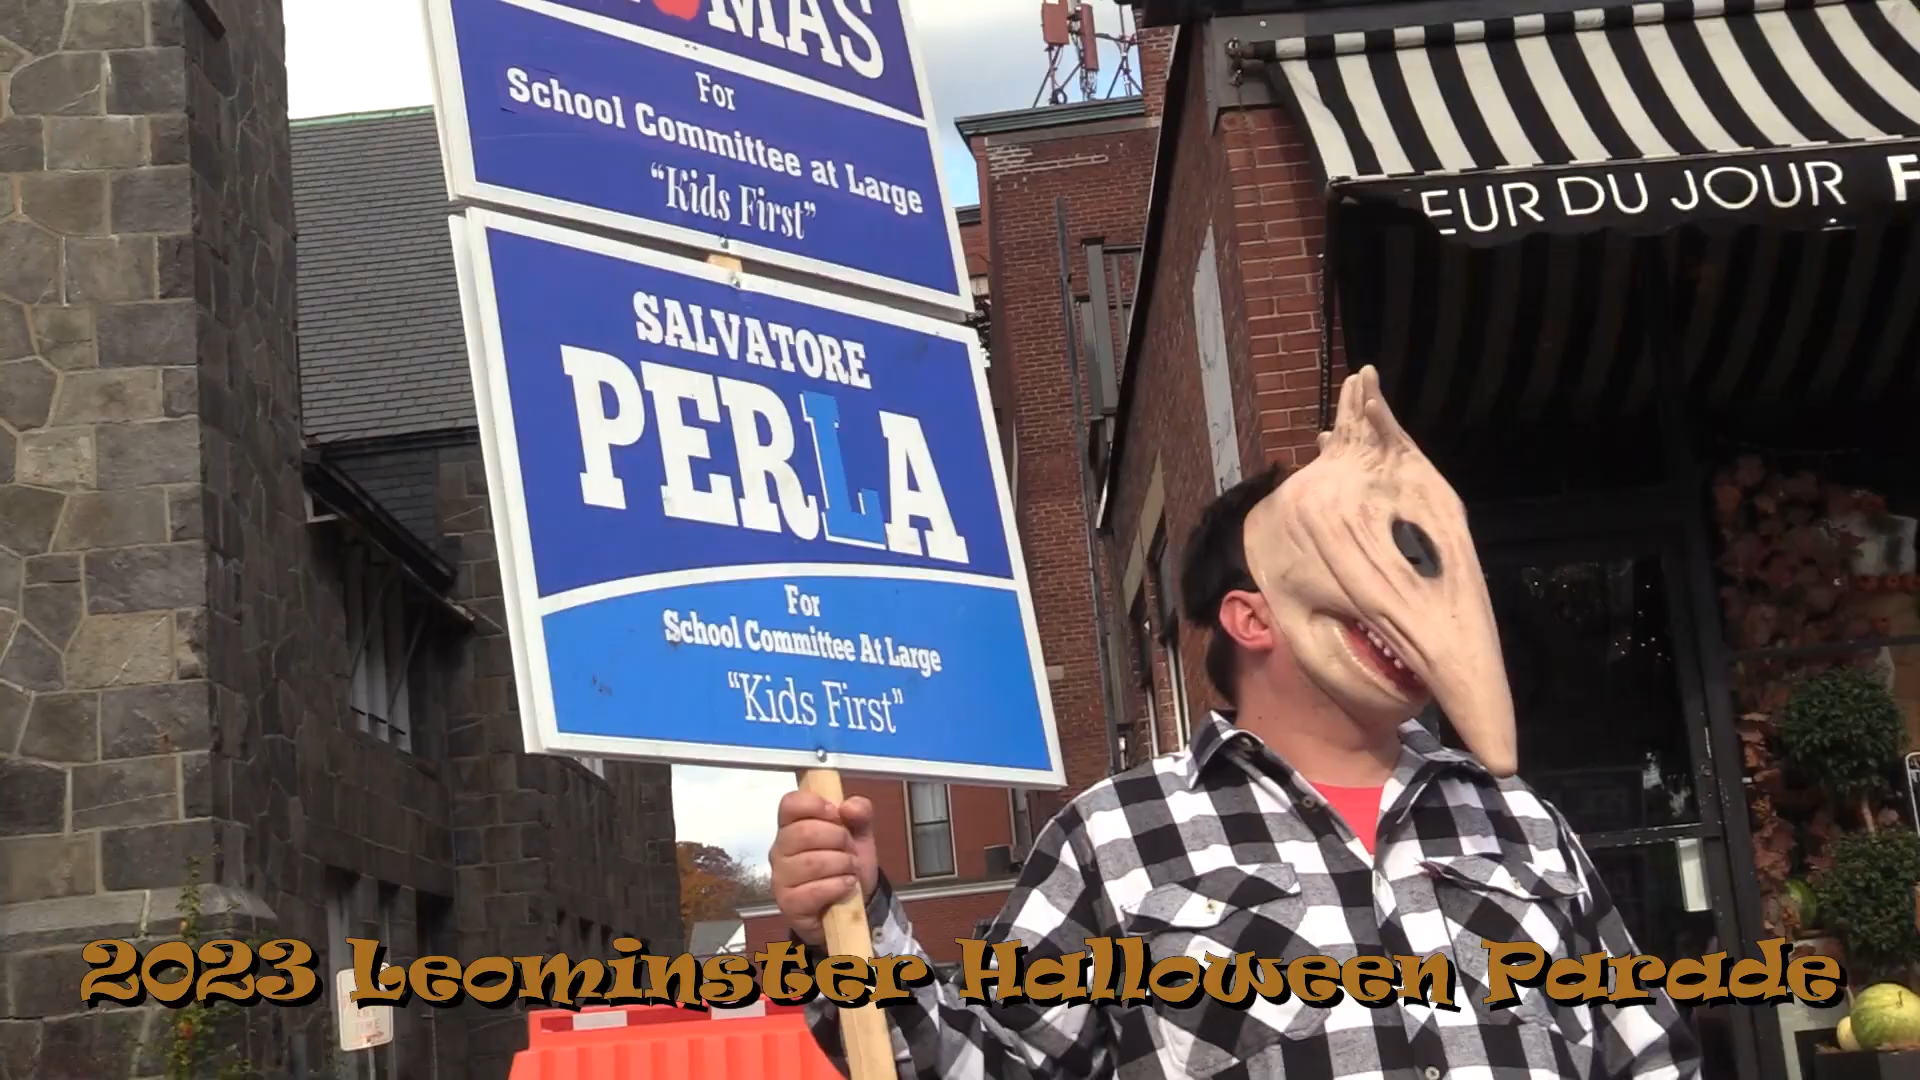 For
School Committee at Large
“Kids First”
SALVATORE
PERLA
For
School Committee At Large
“Kids First”
EUR DU JOUR F
2023 Leominster Halloween Parade